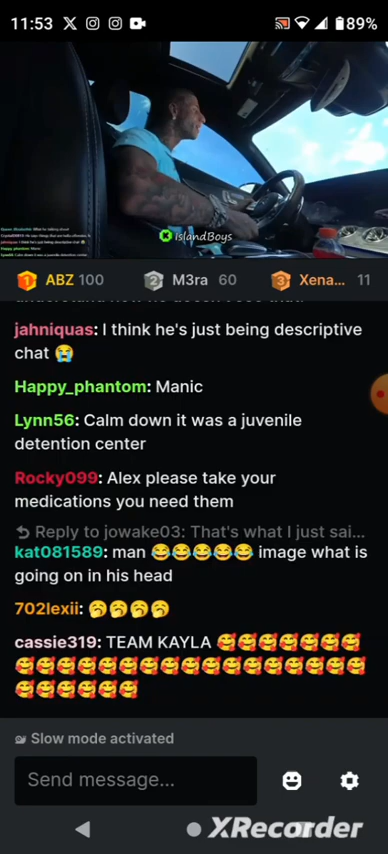 11:53
89%
islandBoys
1 ABZ 100 2 M3ra 60 3 Xena... 11
jahniquas: I think he's just being descriptive
chat 😭
Happy_phantom: Manic
Lynn56: Calm down it was a juvenile
detention center
Rocky099: Alex please take your
medications you need them
Reply to jowake03: That's what I just sai...
kat081589: man 😂😂😂😂😂 image what is
going on in his head
702lexii: 🥱🥱🥱🥱
cassie319: TEAM KAYLA 🥰🥰🥰🥰🥰🥰🥰
🥰🥰🥰🥰🥰🥰🥰🥰🥰🥰🥰🥰🥰🥰🥰🥰🥰
🥰🥰🥰🥰🥰🥰
Slow mode activated
Send message...
XRecorder